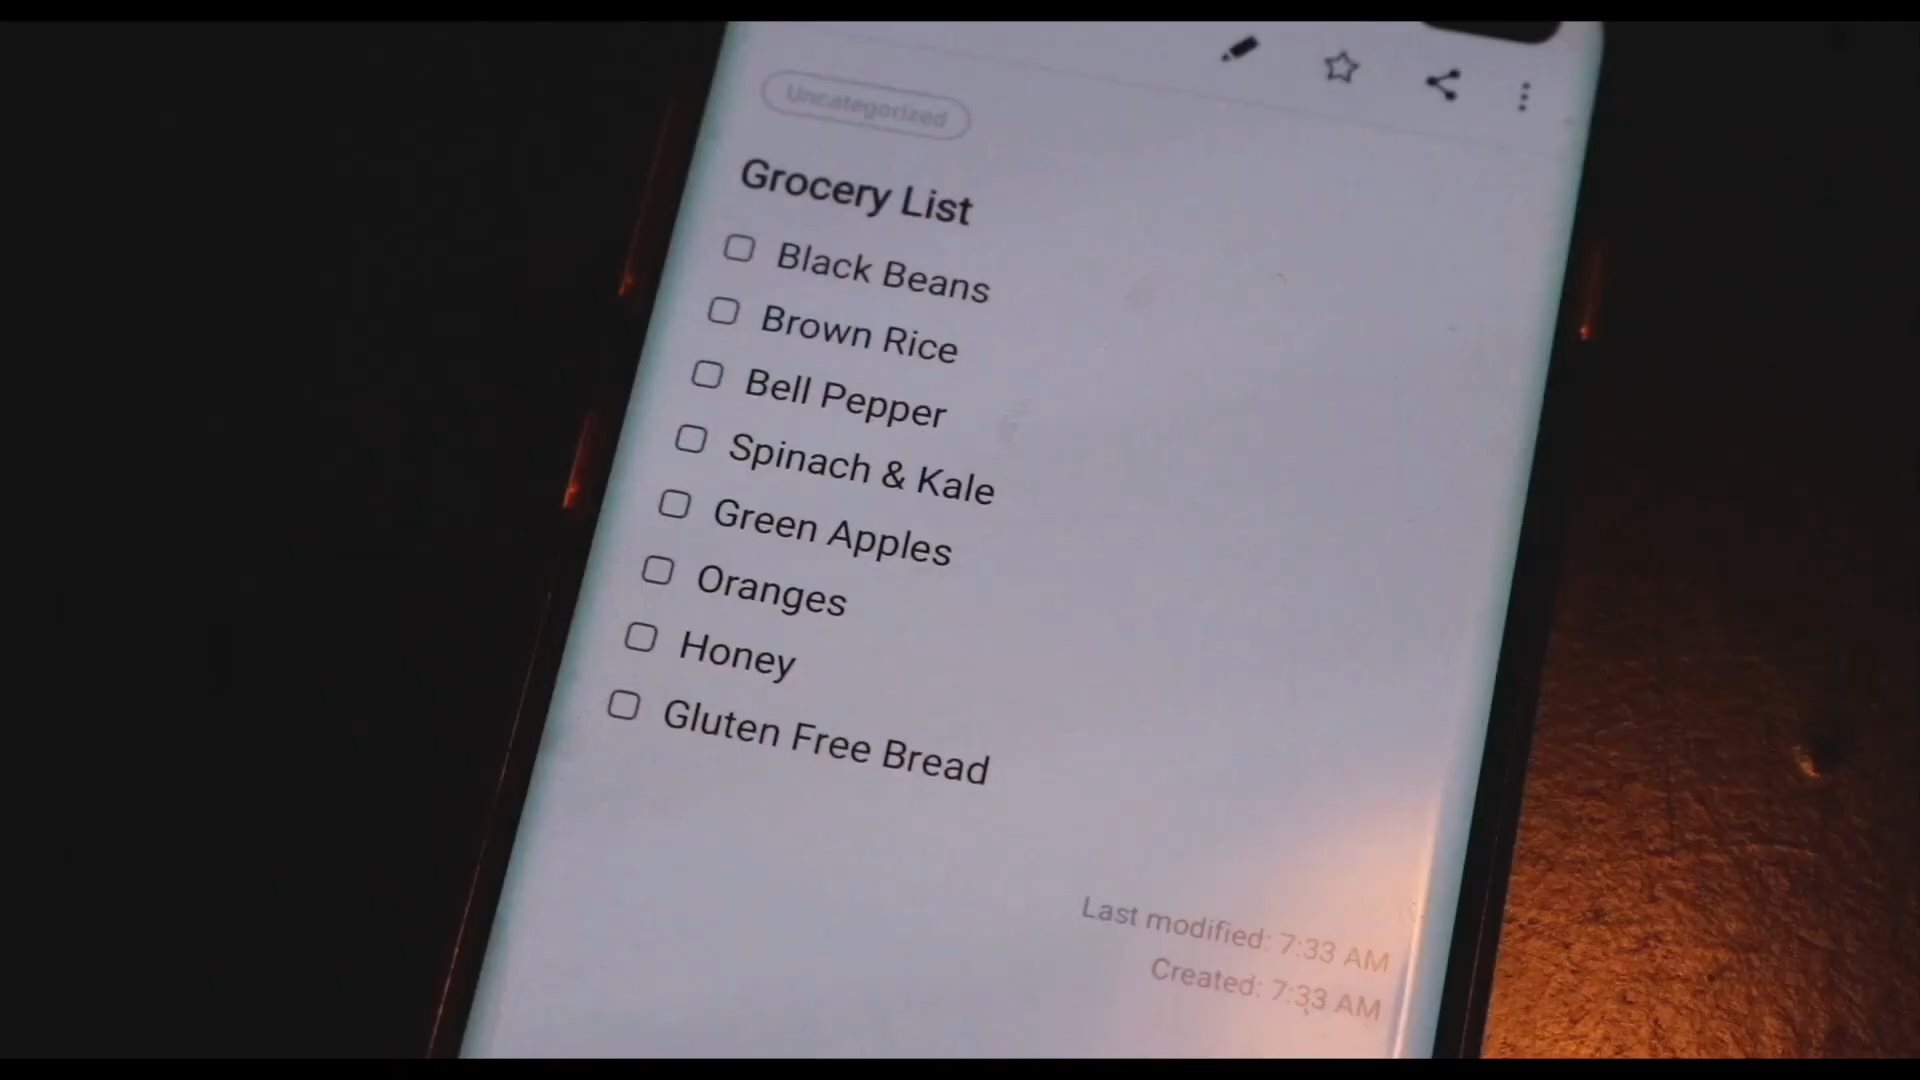 Uncategorized
Grocery List
Black Beans
Brown Rice
Bell Pepper
Spinach & Kale
Green Apples
Oranges
Honey
Gluten Free Bread
Last modified: 7:33 AM
Created: 7:33 AM